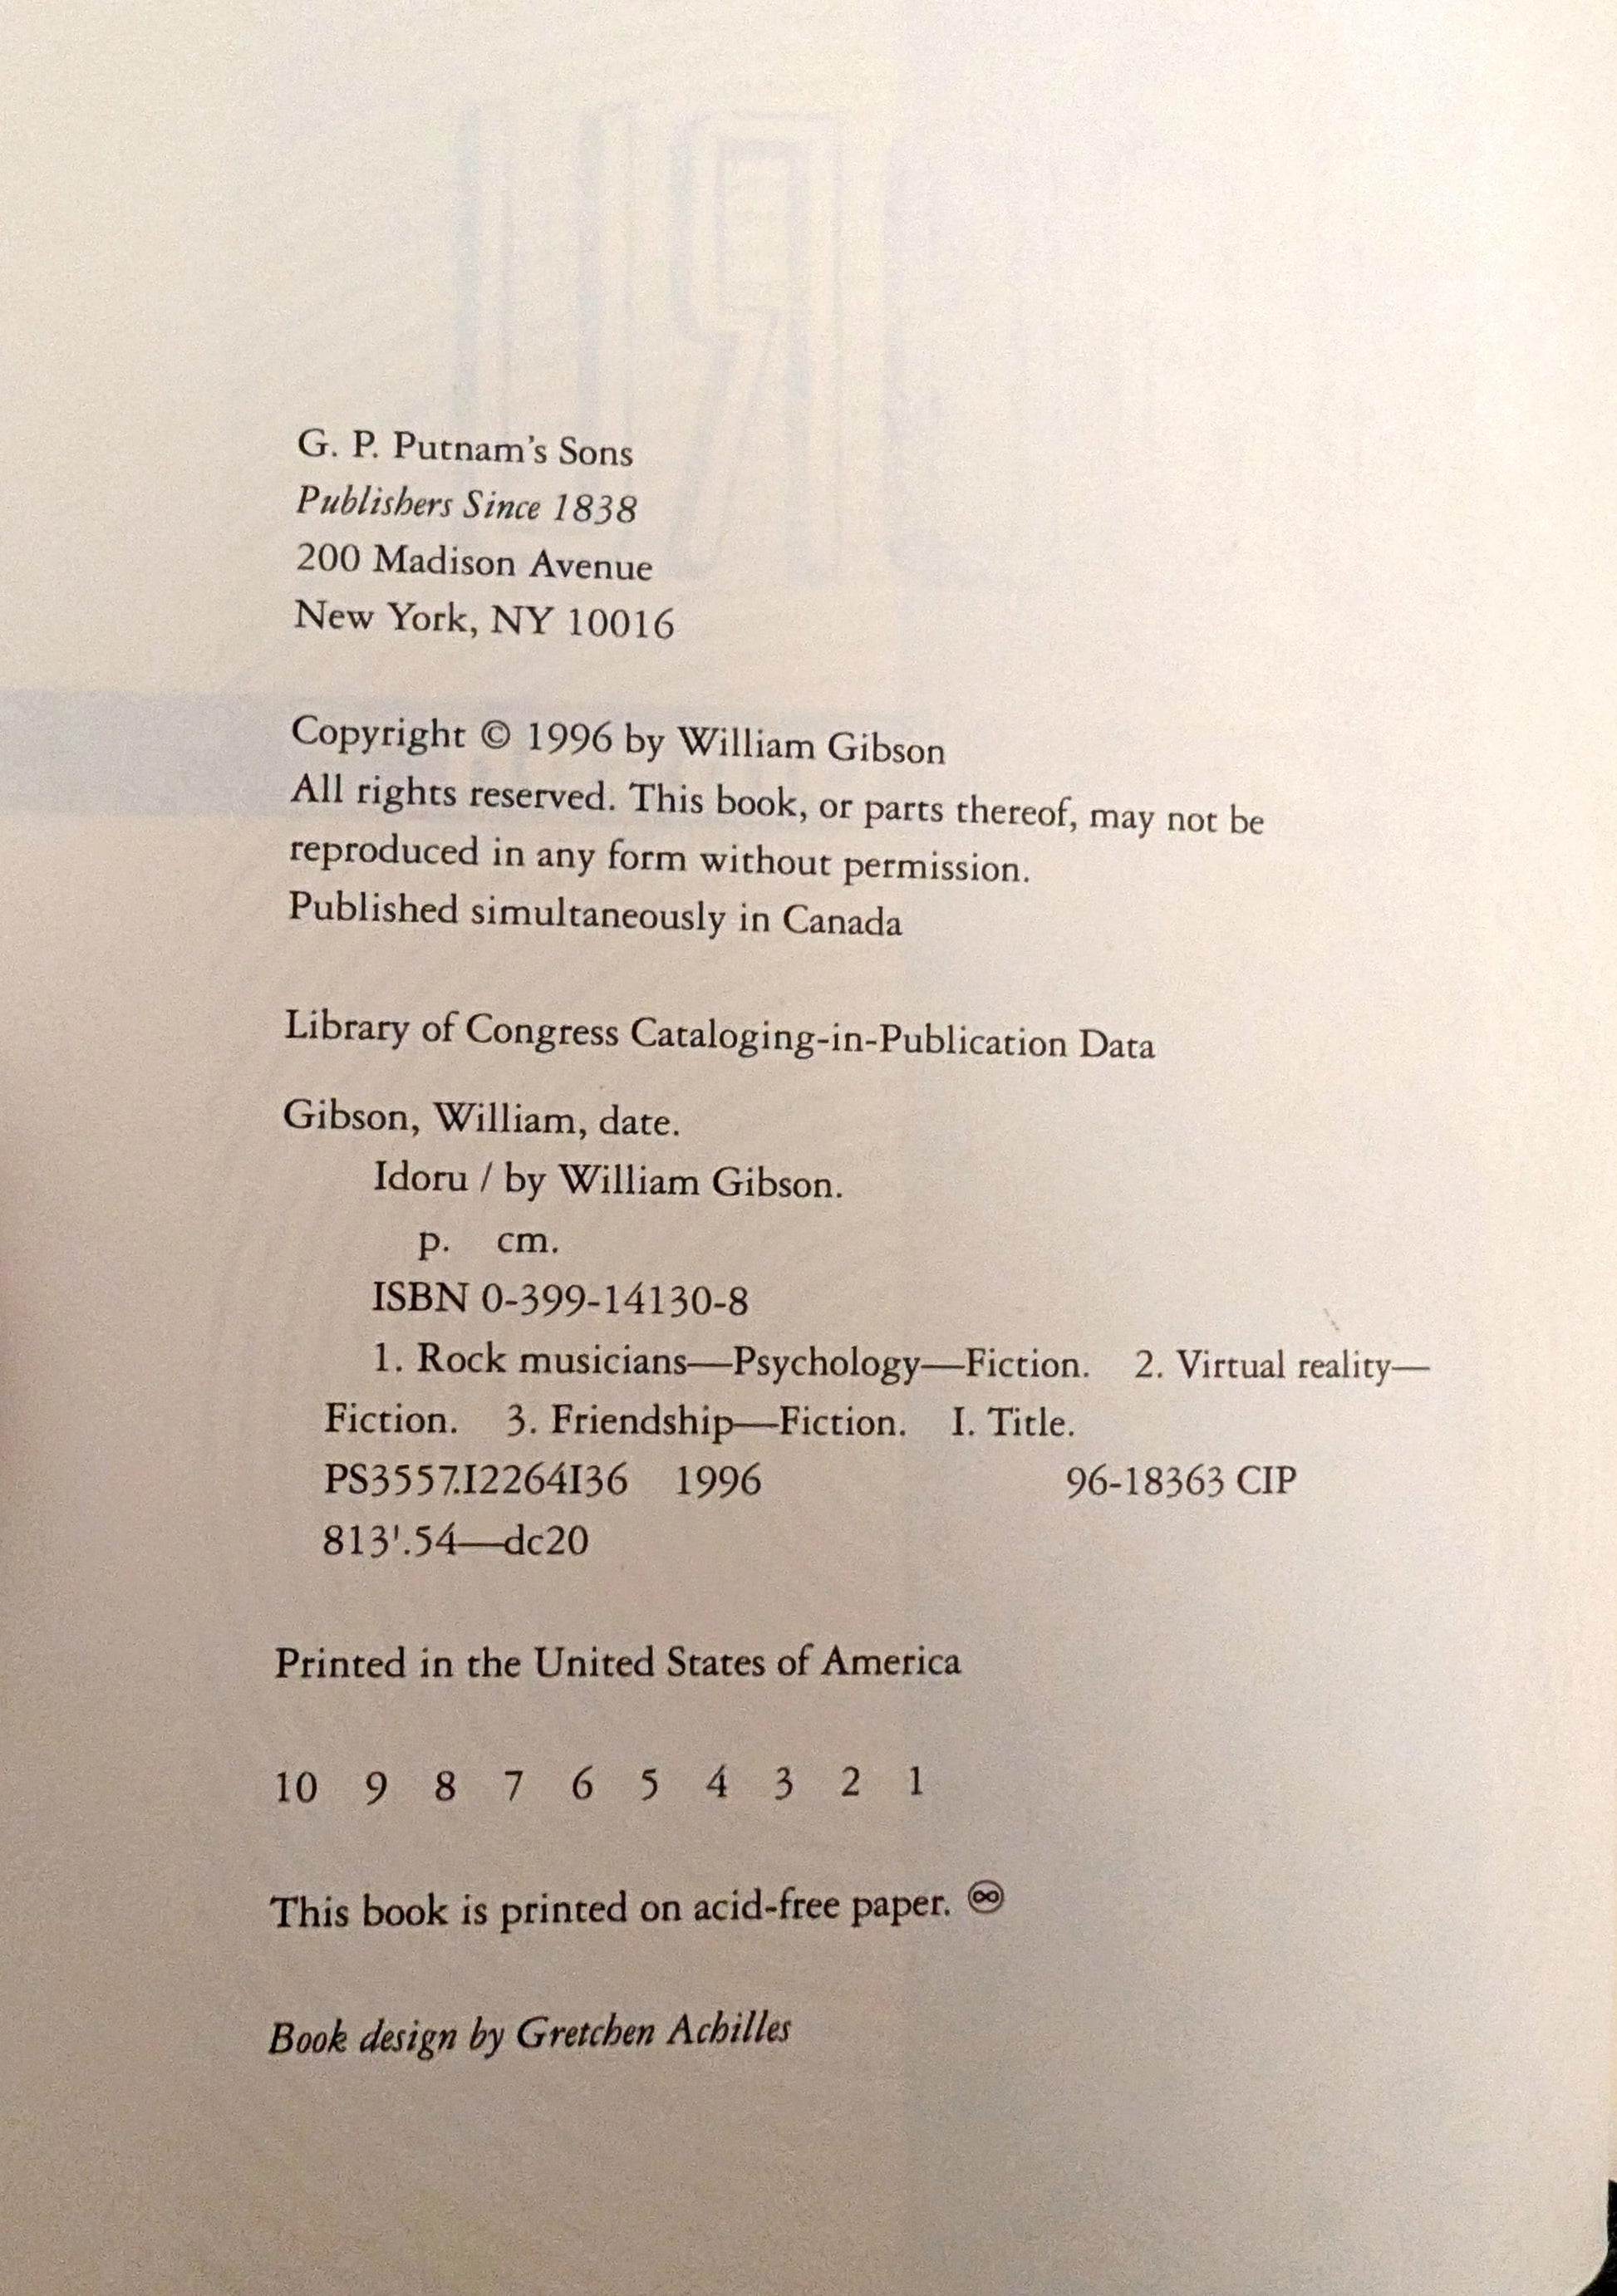 G. P. Putnam's Sons
Publishers Since 1838
200 Madison Avenue
New York, NY 10016
Copyright © 1996 by William Gibson
All rights reserved. This book, or parts thereof, may not be
reproduced in any form without permission.
Published simultaneously in Canada
Library of Congress Cataloging-in-Publication Data
Gibson, William, date.
Idoru / by William Gibson.
p. cm.
ISBN 0-399-14130-8
1. Rock musicians—Psychology—Fiction. 2. Virtual reality—
Fiction. 3. Friendship—Fiction. I. Title.
PS3557.I2264I36 1996 96-18363 CIP
813'.54—dc20
Printed in the United States of America
10 9 8 7 6 5 4 3 2 1
This book is printed on acid-free paper. ♾
Book design by Gretchen Achilles